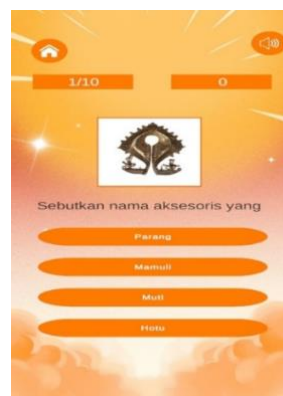 1/10
0
Sebutkan nama aksesoris yang
Parang
Mamuli
Muti
Hotu